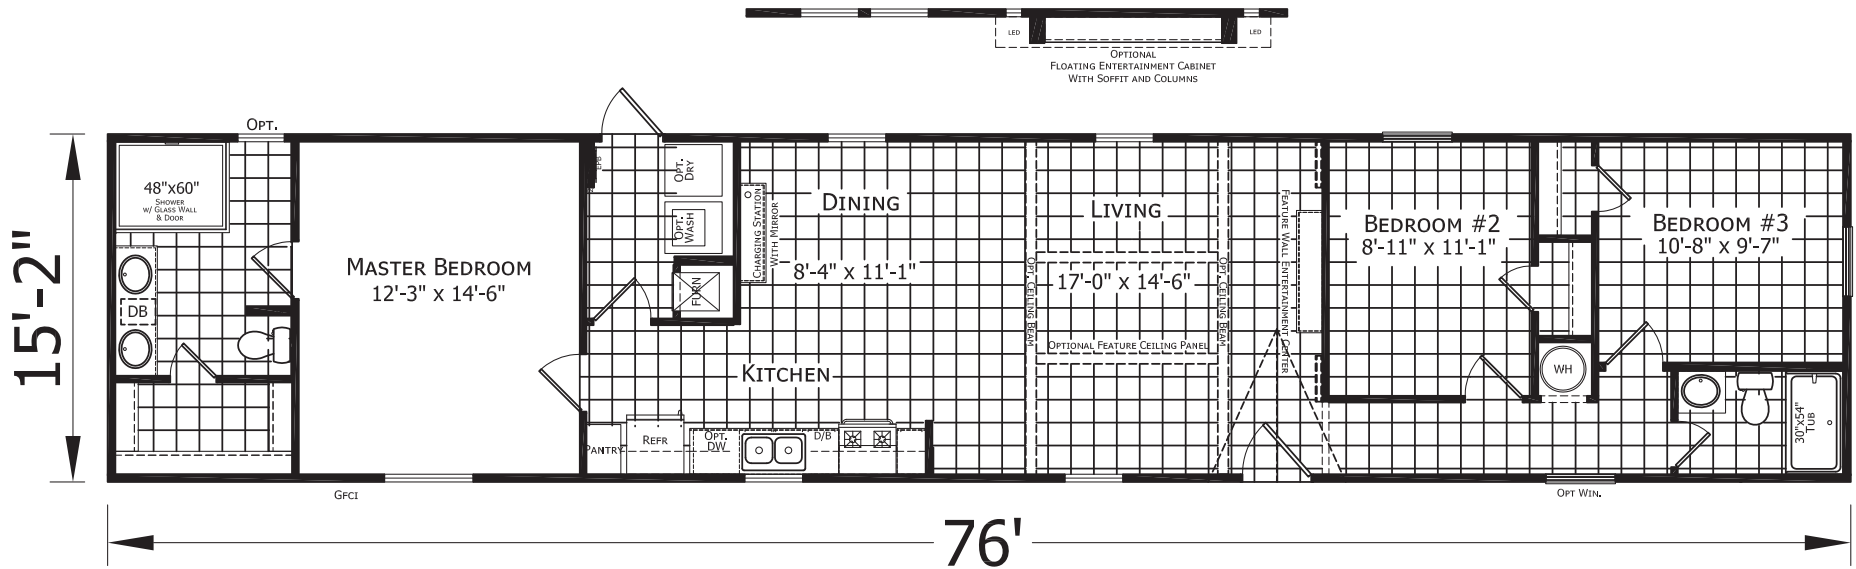 LED
LED
OPTIONAL
FLOATING ENTERTAINMENT CABINET
WITH SOFFIT AND COLUMNS
OPT.
15'-2"
48"x60"
SHOWER
W/ GLASS WALL
& DOOR
DB
MASTER BEDROOM
12'-3" x 14'-6"
GFCI
OPT.
DRY
OPT.
WASH
FURN
CHARGING STATION
WITH MIRROR
DINING
8'-4" x 11'-1"
KITCHEN
PANTRY
REFR
OPT.
DW
D/B
OPT. CEILING BEAM
LIVING
17'-0" x 14'-6"
OPTIONAL FEATURE CEILING PANEL
OPT. CEILING BEAM
FEATURE WALL ENTERTAINMENT CENTER
BEDROOM #2
8'-11" x 11'-1"
WH
BEDROOM #3
10'-8" x 9'-7"
30"x54"
TUB
OPT WIN.
76'